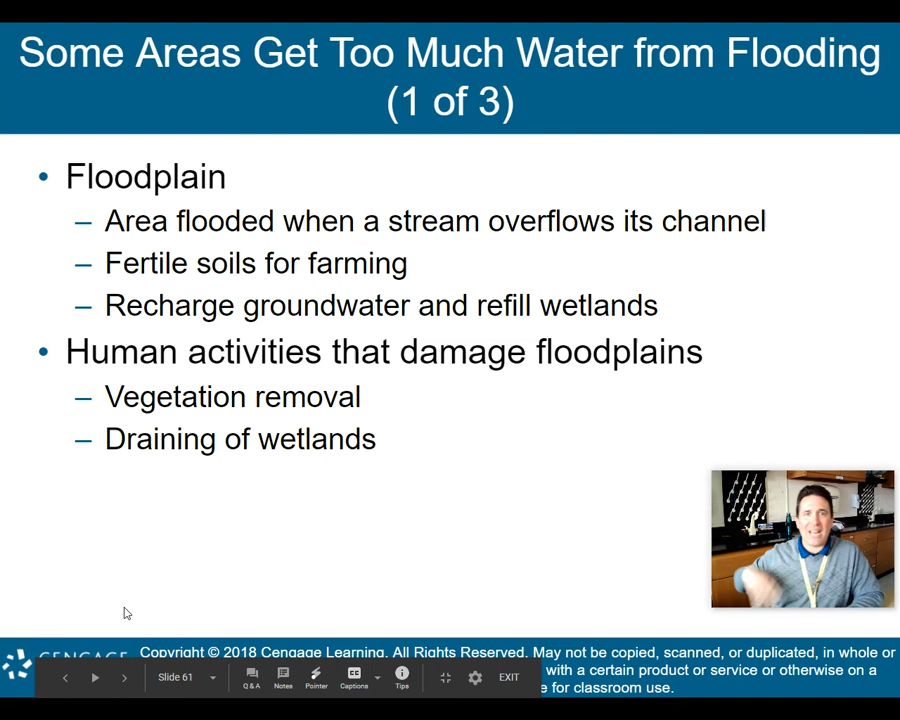 Some Areas Get Too Much Water from Flooding
(1 of 3)
• Floodplain
– Area flooded when a stream overflows its channel
– Fertile soils for farming
– Recharge groundwater and refill wetlands
• Human activities that damage floodplains
– Vegetation removal
– Draining of wetlands
CENGAGE
Copyright © 2018 Cengage Learning. All Rights Reserved. May not be copied, scanned, or duplicated, in whole or
with a certain product or service or otherwise on a
e for classroom use.
Slide 61
Q & A
Notes
Pointer
CC
Captions
Tips
EXIT